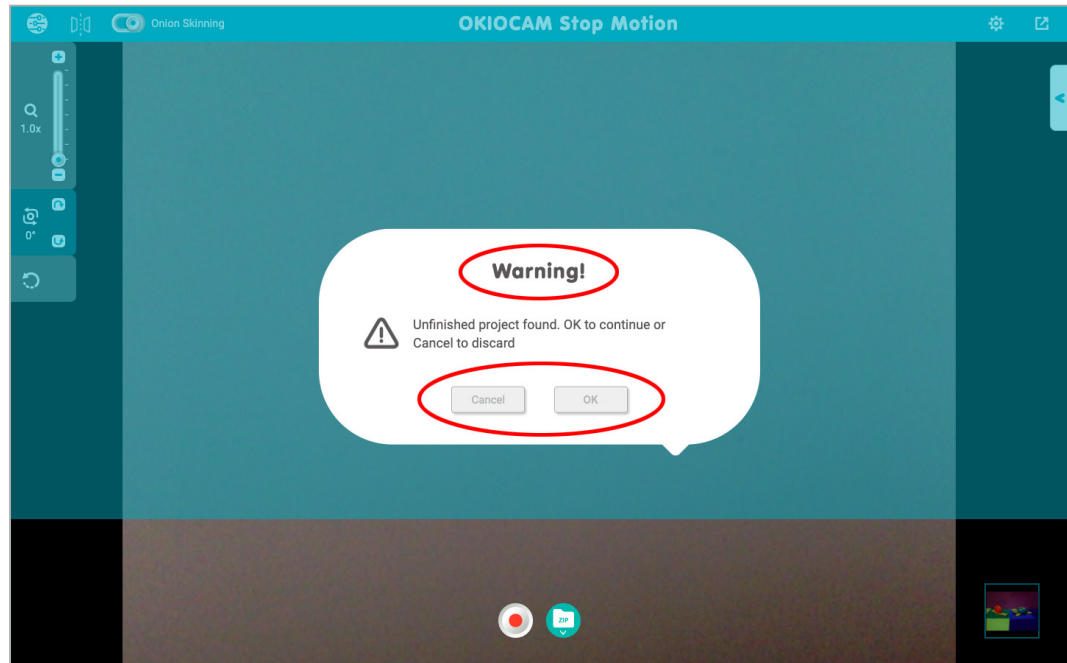 Onion Skinning
OKIOCAM Stop Motion
1.0x
0°
Warning!
Unfinished project found. OK to continue or
Cancel to discard
Cancel
OK
ZIP